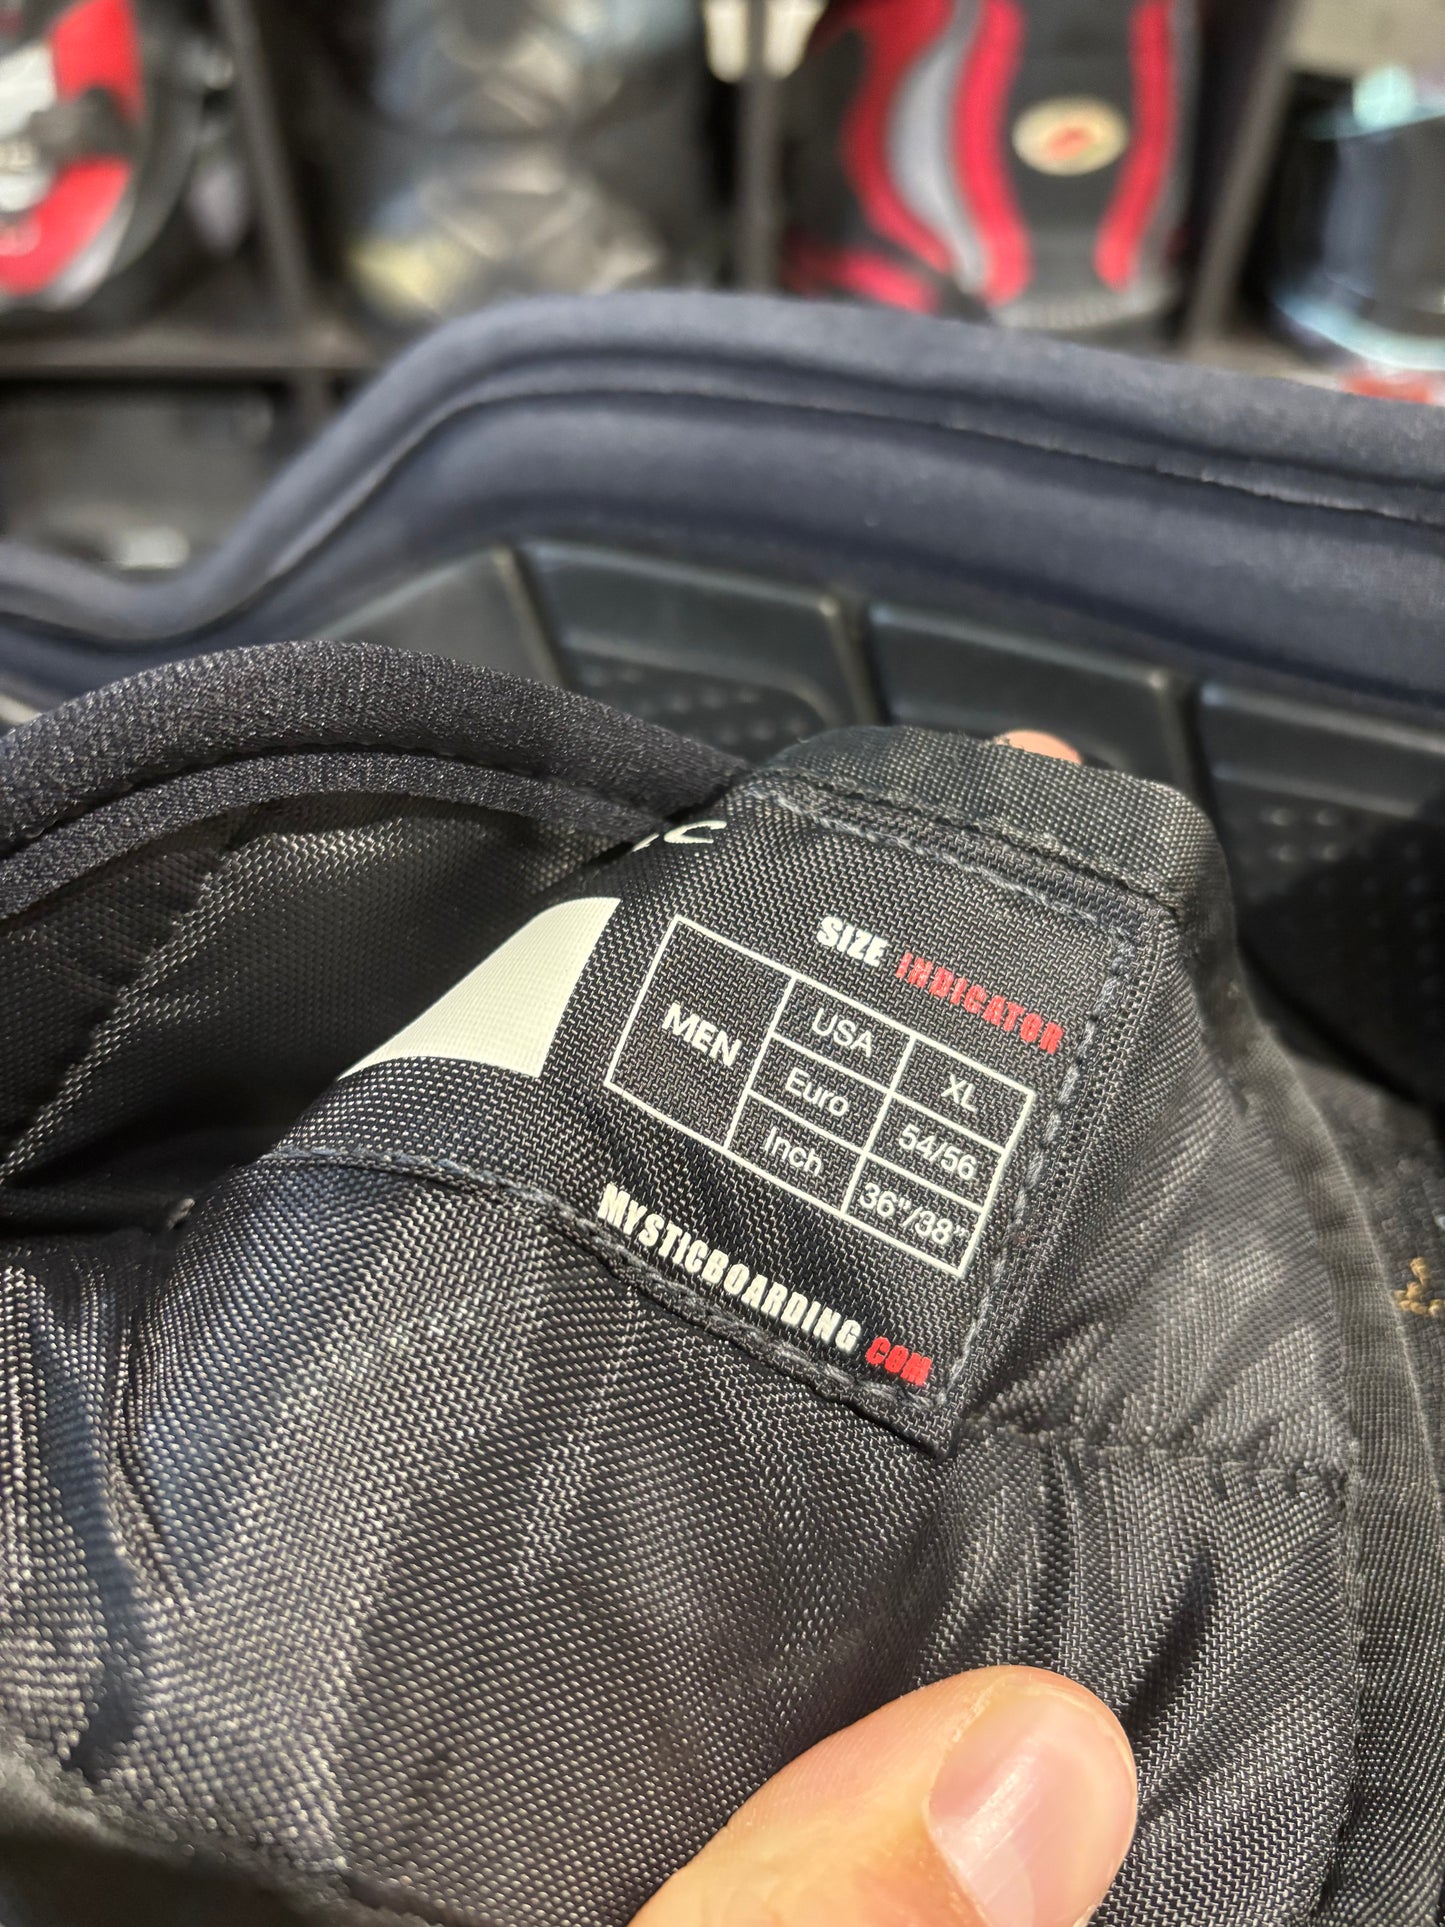 SIZE INDICATOR
MEN
USA XL
Euro 54/56
Inch 36"/38"
MYSTICBOARDING.COM